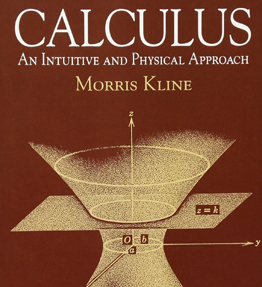 CALCULUS
AN INTUITIVE AND PHYSICAL APPROACH
MORRIS KLINE
z
z = k
O b
y
a